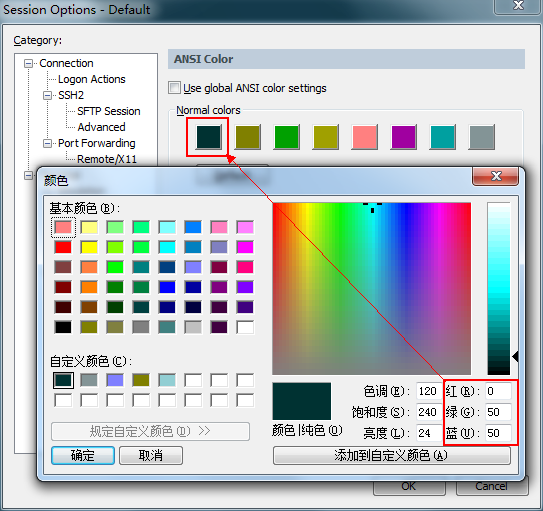 Session Options - Default
Category:
Connection
Logon Actions
SSH2
SFTP Session
Advanced
Port Forwarding
Remote/X11
ANSI Color
Use global ANSI color settings
Normal colors
颜色
基本颜色(B):
自定义颜色(C):
规定自定义颜色(D) >>
确定
取消
颜色|纯色(O)
色调(E): 120
饱和度(S): 240
亮度(L): 24
红(R): 0
绿(G): 50
蓝(U): 50
添加到自定义颜色(A)
OK
Cancel